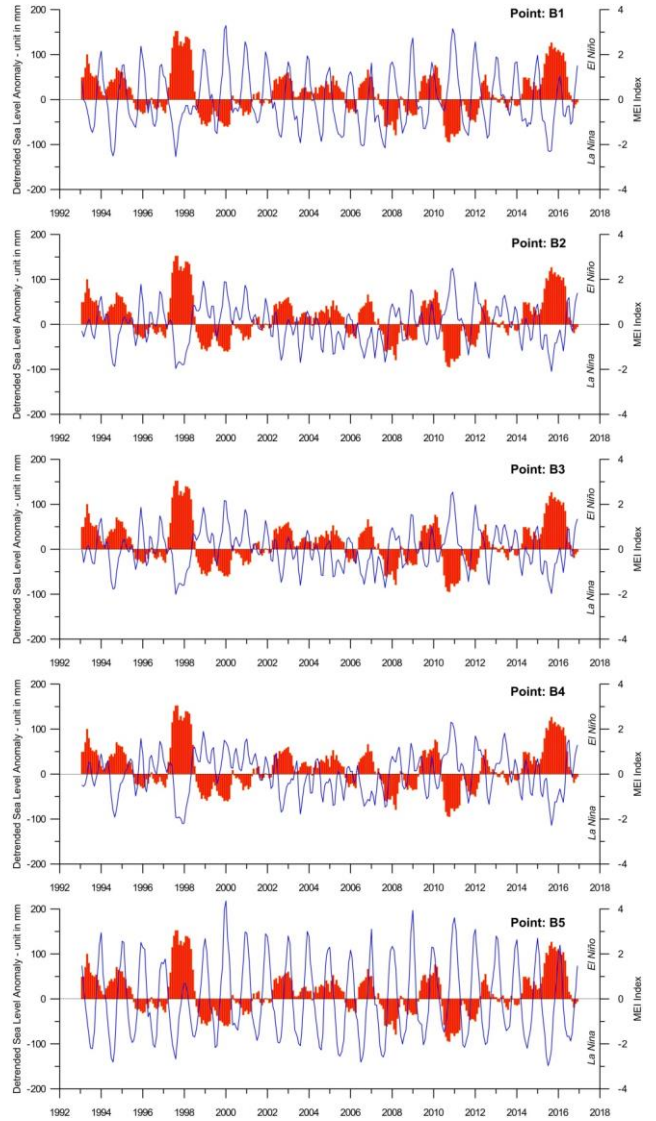 Point: B1
Detrended Sea Level Anomaly - unit in mm
200
100
0
-100
-200
4
2
0
-2
-4
El Niño
La Nina
MEI Index
1992 1994 1996 1998 2000 2002 2004 2006 2008 2010 2012 2014 2016 2018
Point: B2
Detrended Sea Level Anomaly - unit in mm
200
100
0
-100
-200
4
2
0
-2
-4
El Niño
La Nina
MEI Index
1992 1994 1996 1998 2000 2002 2004 2006 2008 2010 2012 2014 2016 2018
Point: B3
Detrended Sea Level Anomaly - unit in mm
200
100
0
-100
-200
4
2
0
-2
-4
El Niño
La Nina
MEI Index
1992 1994 1996 1998 2000 2002 2004 2006 2008 2010 2012 2014 2016 2018
Point: B4
Detrended Sea Level Anomaly - unit in mm
200
100
0
-100
-200
4
2
0
-2
-4
El Niño
La Nina
MEI Index
1992 1994 1996 1998 2000 2002 2004 2006 2008 2010 2012 2014 2016 2018
Point: B5
Detrended Sea Level Anomaly - unit in mm
200
100
0
-100
-200
4
2
0
-2
-4
El Niño
La Nina
MEI Index
1992 1994 1996 1998 2000 2002 2004 2006 2008 2010 2012 2014 2016 2018